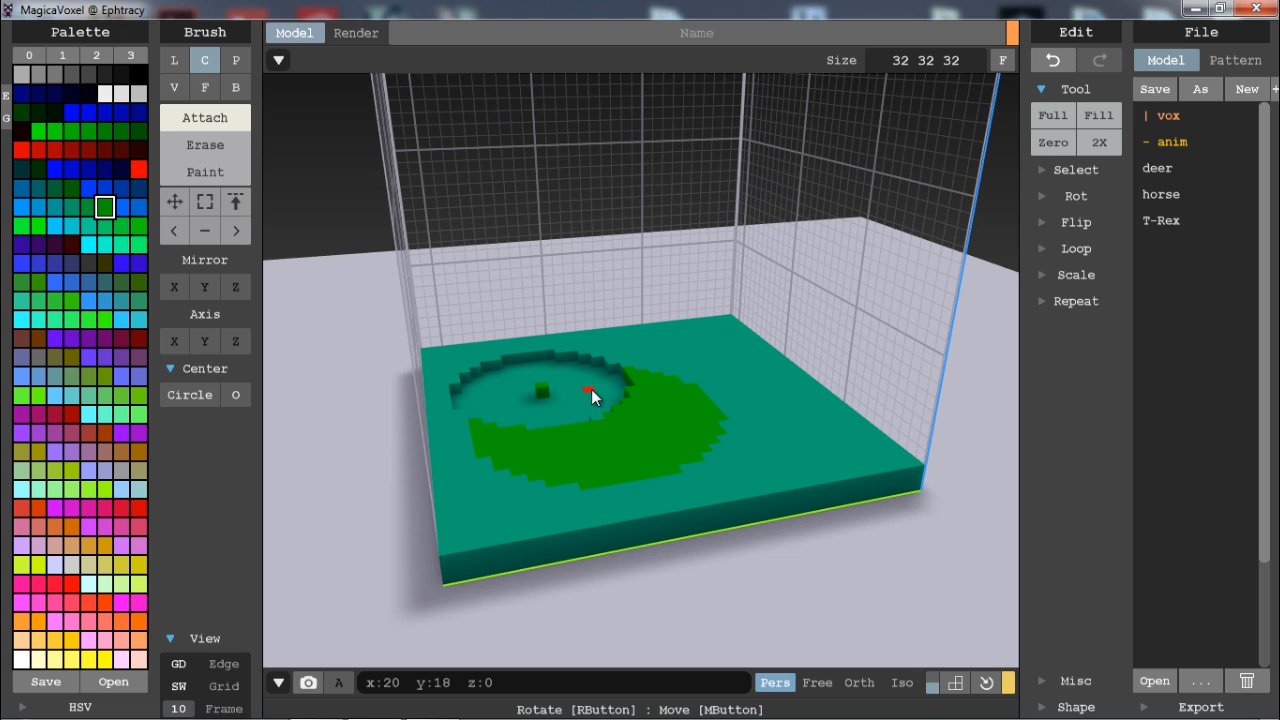 MagicaVoxel @ Ephtracy
Palette
0 1 2 3
E
G
Save Open
HSV
Brush
L C P
V F B
Attach
Erase
Paint
< - >
Mirror
X Y Z
Axis
X Y Z
Center
Circle O
View
GD Edge
SW Grid
10 Frame
Model Render Name
Size 32 32 32 F
A x:20 y:18 z:0 Pers Free Orth Iso
Rotate [RButton] : Move [MButton]
Edit
Tool
Full Fill
Zero 2X
Select
Rot
Flip
Loop
Scale
Repeat
Misc
Shape
File
Model Pattern
Save As New +
| vox
- anim
deer
horse
T-Rex
Open ...
Export